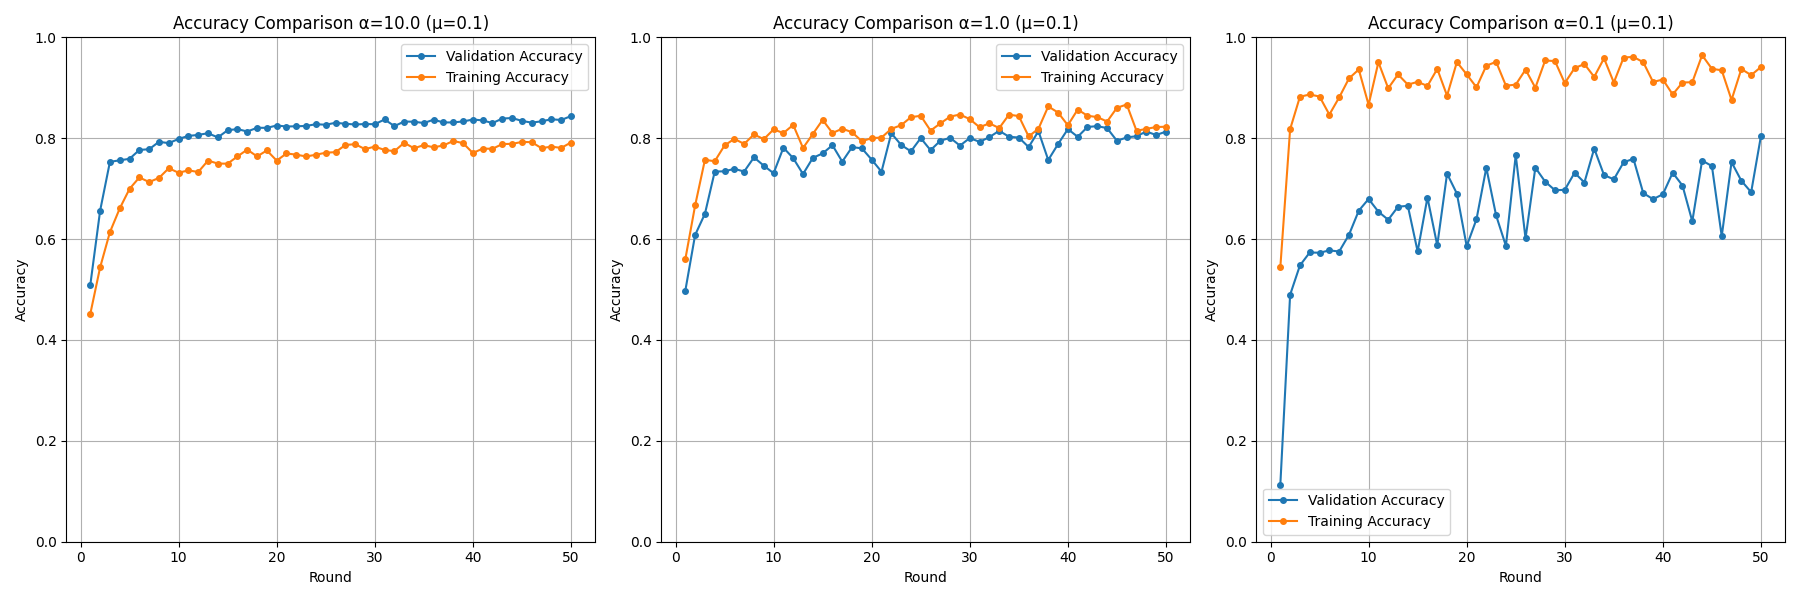 Accuracy Comparison α=10.0 (μ=0.1)
1.0
0.8
0.6
0.4
0.2
0.0
Accuracy
Validation Accuracy
Training Accuracy
0 10 20 30 40 50
Round
Accuracy Comparison α=1.0 (μ=0.1)
1.0
0.8
0.6
0.4
0.2
0.0
Accuracy
Validation Accuracy
Training Accuracy
0 10 20 30 40 50
Round
Accuracy Comparison α=0.1 (μ=0.1)
1.0
0.8
0.6
0.4
0.2
0.0
Accuracy
Validation Accuracy
Training Accuracy
0 10 20 30 40 50
Round